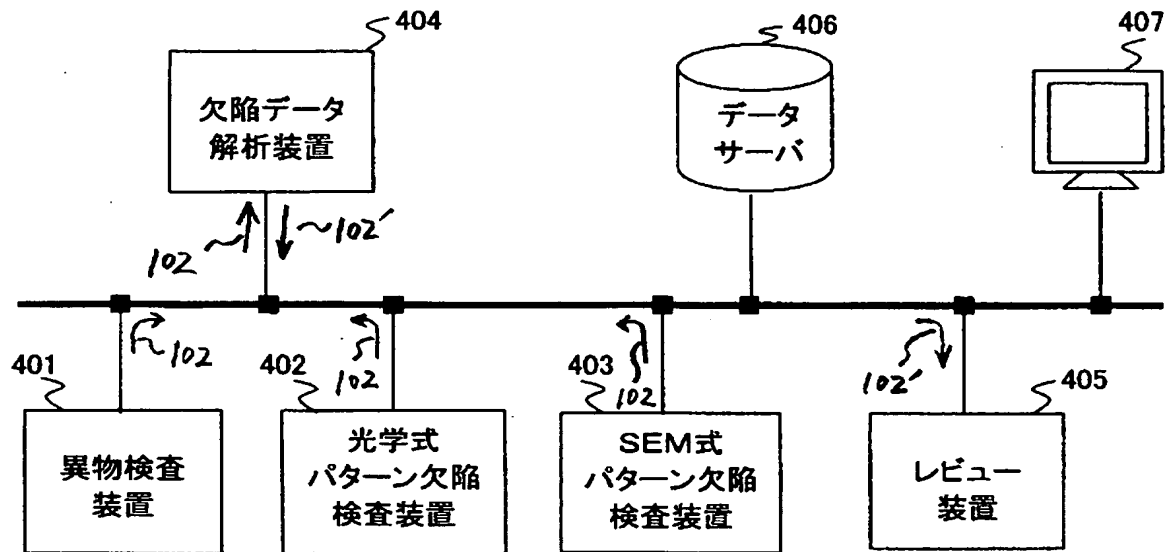 404
欠陥データ
解析装置
406
データ
サーバ
407
102
102'
102
102
102
102'
401
異物検査
装置
402
光学式
パターン欠陥
検査装置
403
SEM式
パターン欠陥
検査装置
405
レビュー
装置